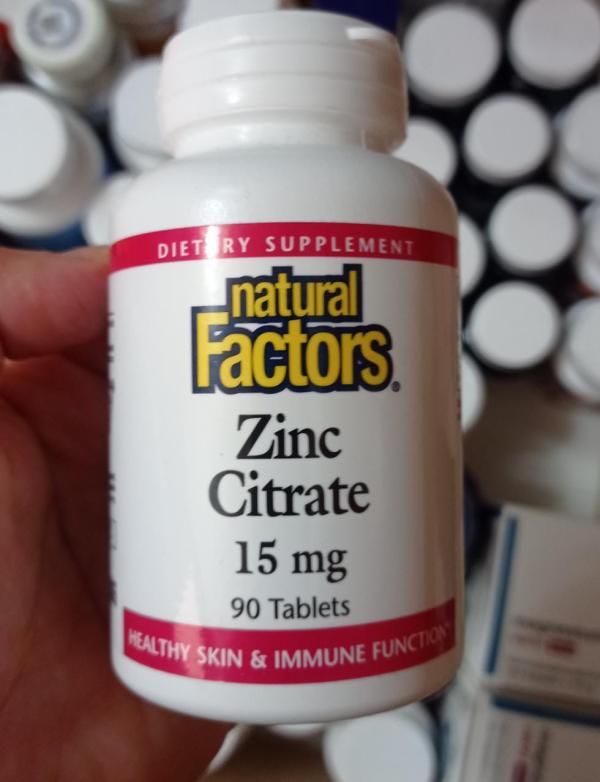 DIETARY SUPPLEMENT
natural
Factors®
Zinc
Citrate
15 mg
90 Tablets
HEALTHY SKIN & IMMUNE FUNCTION